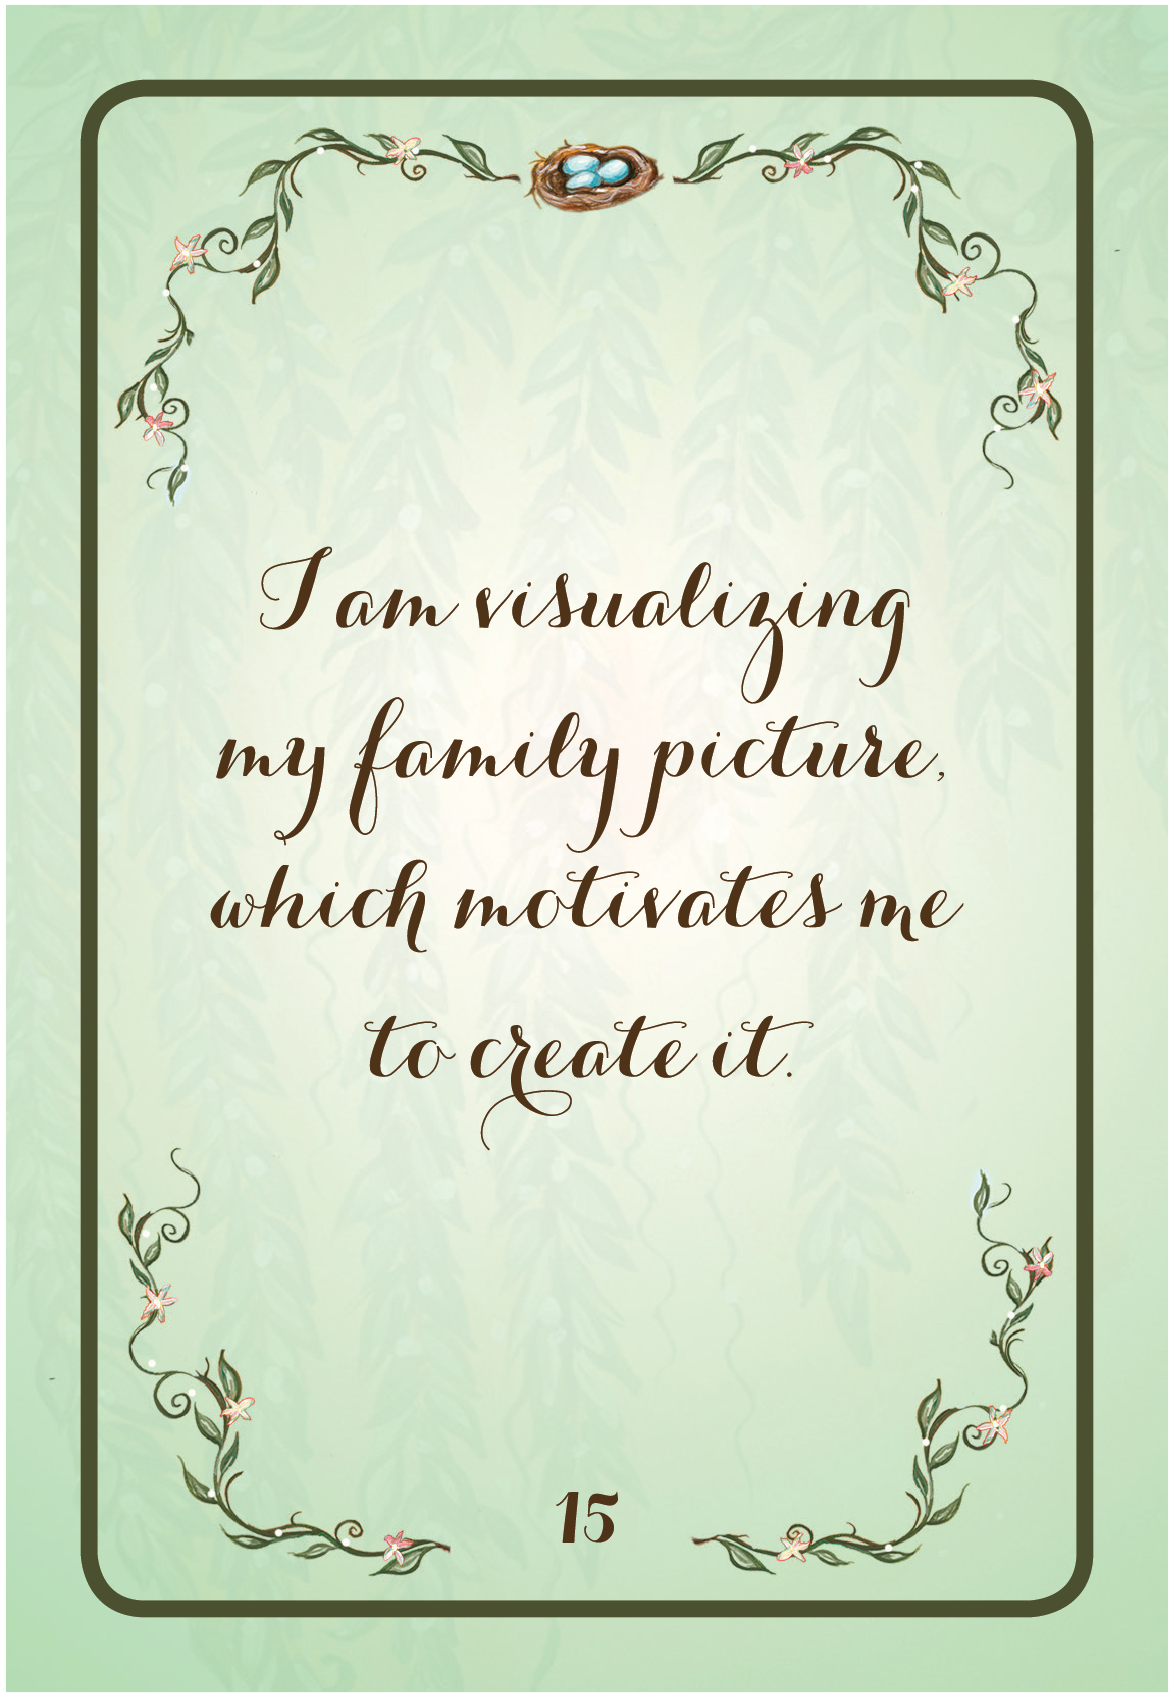 I am visualizing
my family picture,
which motivates me
to create it.
15